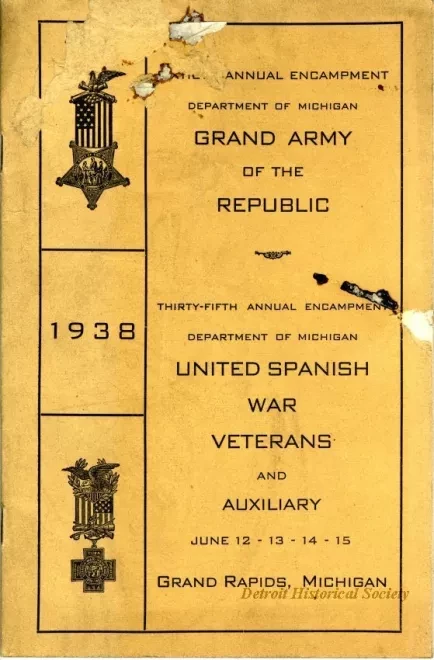 ANNUAL ENCAMPMENT
DEPARTMENT OF MICHIGAN
GRAND ARMY
OF THE
REPUBLIC
1938
THIRTY-FIFTH ANNUAL ENCAMPMENT
DEPARTMENT OF MICHIGAN
UNITED SPANISH
WAR
VETERANS
AND
AUXILIARY
JUNE 12 - 13 - 14 - 15
GRAND RAPIDS, MICHIGAN
Detroit Historical Society